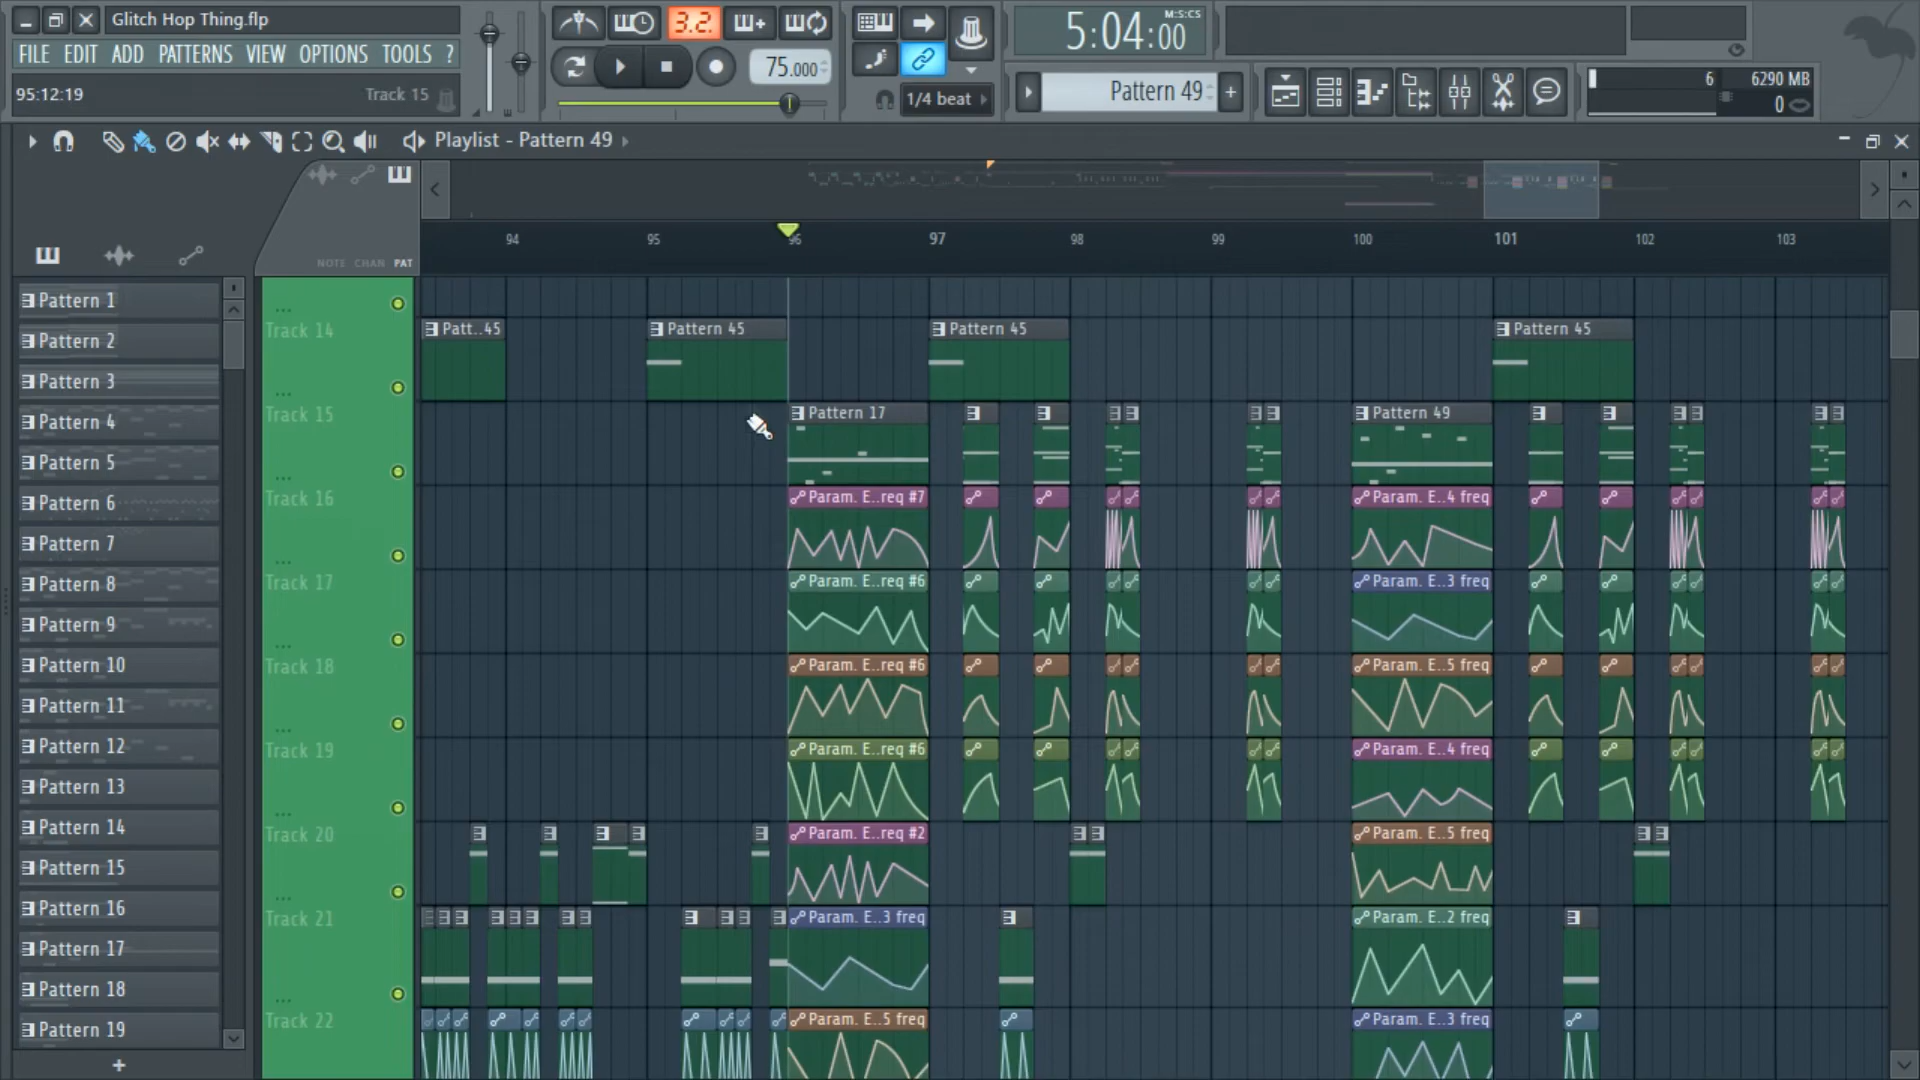 Glitch Hop Thing.flp
FILE EDIT ADD PATTERNS VIEW OPTIONS TOOLS ?
95:12:19 Track 15
3.2.
75.000
1/4 beat
5:04:00 M:S:CS
Pattern 49
6 6290 MB
0
Playlist - Pattern 49
NOTE CHAN PAT
94 95 96 97 98 99 100 101 102 103
Pattern 1
Pattern 2
Pattern 3
Pattern 4
Pattern 5
Pattern 6
Pattern 7
Pattern 8
Pattern 9
Pattern 10
Pattern 11
Pattern 12
Pattern 13
Pattern 14
Pattern 15
Pattern 16
Pattern 17
Pattern 18
Pattern 19
+
Track 14 Patt..45 Pattern 45 Pattern 45 Pattern 45
Track 15 Pattern 17 Pattern 49
Track 16 Param. E..req #7 Param. E..4 freq
Track 17 Param. E..req #6 Param. E..3 freq
Track 18 Param. E..req #6 Param. E..5 freq
Track 19 Param. E..req #6 Param. E..4 freq
Track 20 Param. E..req #2 Param. E..5 freq
Track 21 Param. E..3 freq Param. E..2 freq
Track 22 Param. E..5 freq Param. E..3 freq